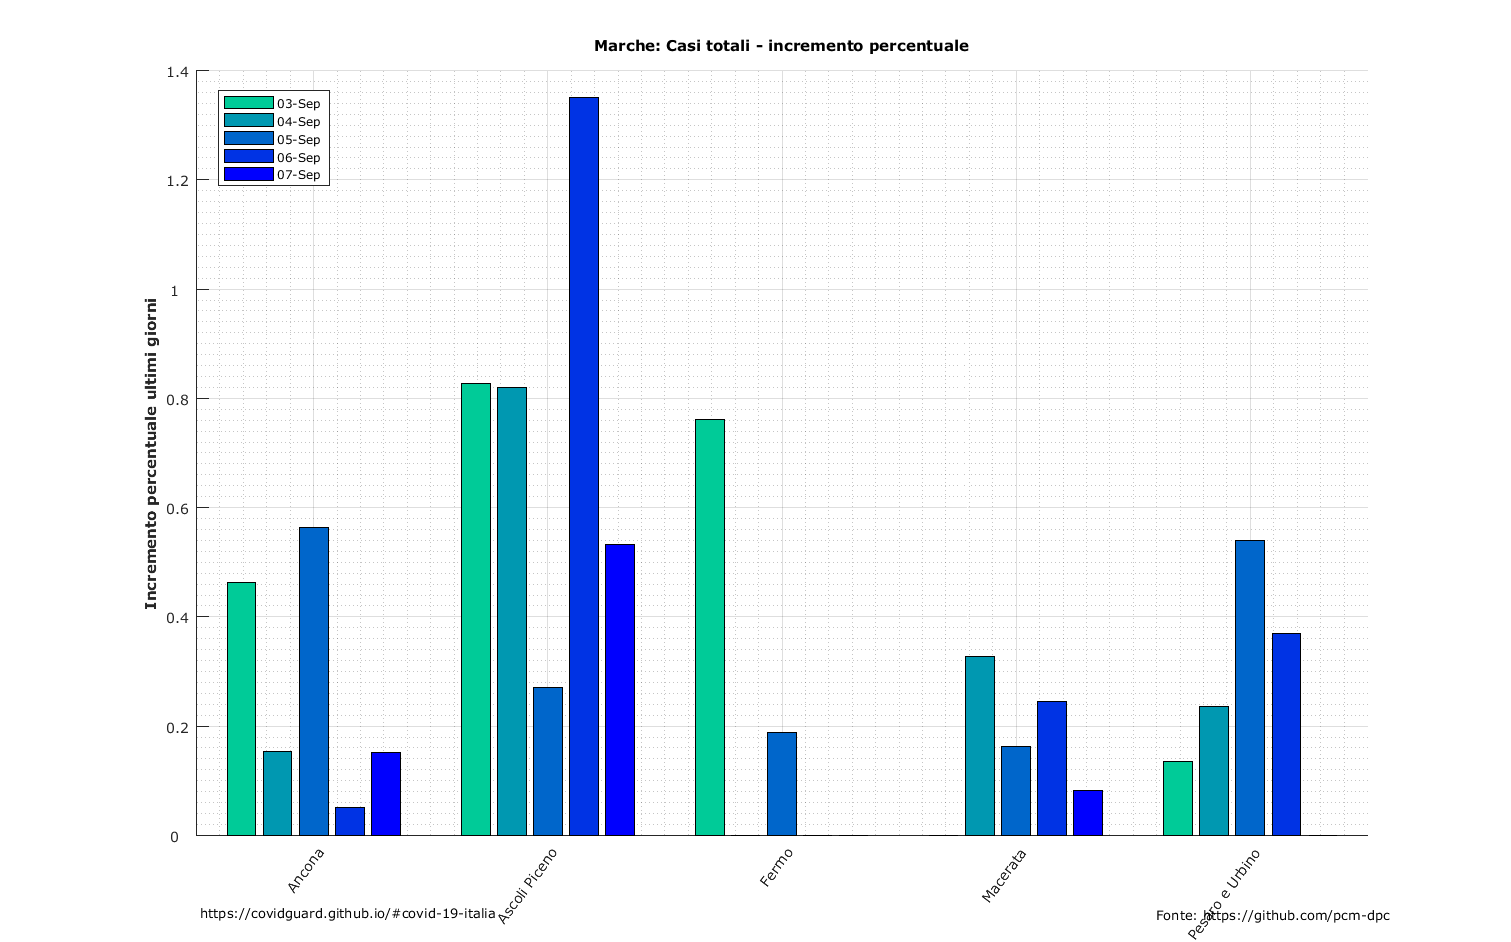 Marche: Casi totali - incremento percentuale
1.4
1.2
1
0.8
0.6
0.4
0.2
0
Incremento percentuale ultimi giorni
03-Sep
04-Sep
05-Sep
06-Sep
07-Sep
Ancona
Ascoli Piceno
Fermo
Macerata
Pesaro e Urbino
https://covidguard.github.io/#covid-19-italia
Fonte: https://github.com/pcm-dpc